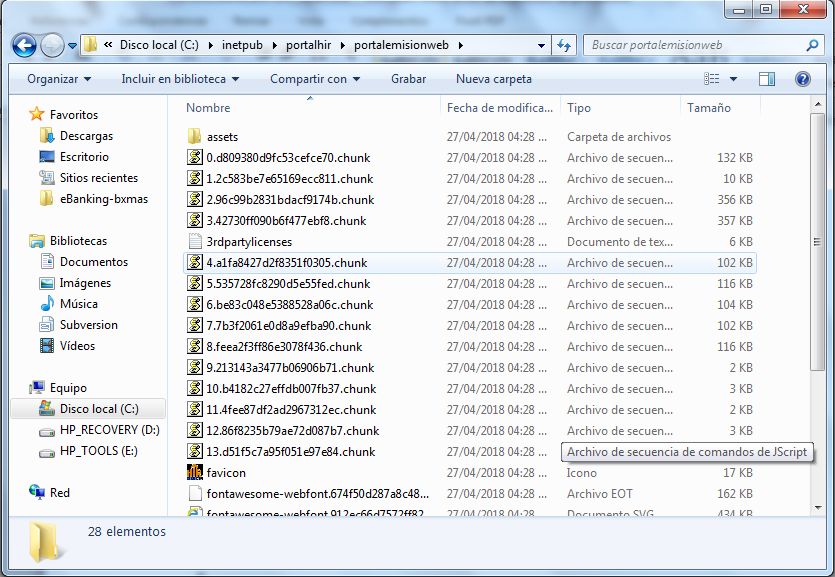 « Disco local (C:) ▸ inetpub ▸ portalhir ▸ portalemisionweb ▸
Buscar portalemisionweb
Organizar ▾ Incluir en biblioteca ▾ Compartir con ▾ Grabar Nueva carpeta
Favoritos
Descargas
Escritorio
Sitios recientes
eBanking-bxmas
Bibliotecas
Documentos
Imágenes
Música
Subversion
Vídeos
Equipo
Disco local (C:)
HP_RECOVERY (D:)
HP_TOOLS (E:)
Red
Nombre Fecha de modifica... Tipo Tamaño
assets 27/04/2018 04:28 ... Carpeta de archivos
0.d809380d9fc53cefce70.chunk 27/04/2018 04:28 ... Archivo de secuen... 132 KB
1.2c583be7e65169ecc811.chunk 27/04/2018 04:28 ... Archivo de secuen... 10 KB
2.96c99b2831bdacf9174b.chunk 27/04/2018 04:28 ... Archivo de secuen... 356 KB
3.42730ff090b6f477ebf8.chunk 27/04/2018 04:28 ... Archivo de secuen... 357 KB
3rdpartylicenses 27/04/2018 04:28 ... Documento de tex... 6 KB
4.a1fa8427d2f8351f0305.chunk 27/04/2018 04:28 ... Archivo de secuen... 102 KB
5.535728fc8290d5e55fed.chunk 27/04/2018 04:28 ... Archivo de secuen... 116 KB
6.be83c048e5388528a06c.chunk 27/04/2018 04:28 ... Archivo de secuen... 104 KB
7.7b3f2061e0d8a9efba90.chunk 27/04/2018 04:28 ... Archivo de secuen... 102 KB
8.feea2f3ff86e3078f436.chunk 27/04/2018 04:28 ... Archivo de secuen... 116 KB
9.213143a3477b06906b71.chunk 27/04/2018 04:28 ... Archivo de secuen... 2 KB
10.b4182c27effdb007fb37.chunk 27/04/2018 04:28 ... Archivo de secuen... 3 KB
11.4fee87df2ad2967312ec.chunk 27/04/2018 04:28 ... Archivo de secuen... 2 KB
12.86f8235b79ae72d087b7.chunk 27/04/2018 04:28 ... Archivo de secuen... 3 KB
13.d51f5c7a95f051e97e84.chunk 27/04/2018 04:28 ... Archivo de secuencia de comandos de JScript
favicon 27/04/2018 04:28 ... Icono 17 KB
fontawesome-webfont.674f50d287a8c48... 27/04/2018 04:28 ... Archivo EOT 162 KB
fontawesome-webfont.912ec66d7572ff82... 27/04/2018 04:28 ... Documento SVG 434 KB
28 elementos